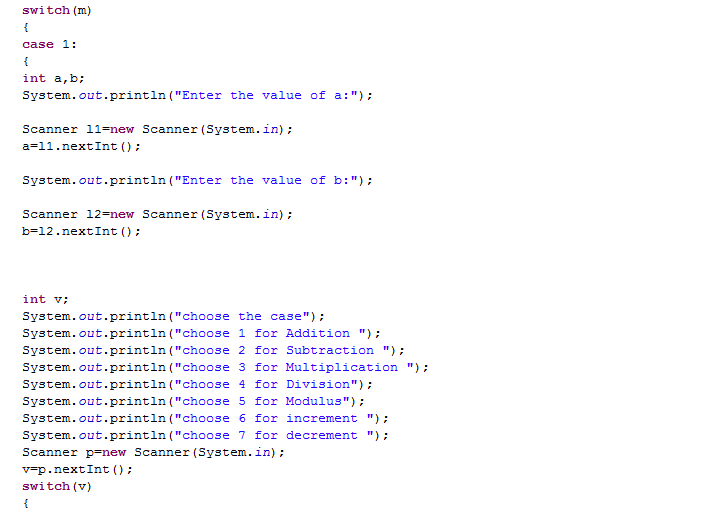 switch(m)
{
case 1:
{
int a,b;
System.out.println("Enter the value of a:");
Scanner l1=new Scanner(System.in);
a=l1.nextInt();
System.out.println("Enter the value of b:");
Scanner l2=new Scanner(System.in);
b=l2.nextInt();
int v;
System.out.println("choose the case");
System.out.println("choose 1 for Addition ");
System.out.println("choose 2 for Subtraction ");
System.out.println("choose 3 for Multiplication ");
System.out.println("choose 4 for Division");
System.out.println("choose 5 for Modulus");
System.out.println("choose 6 for increment ");
System.out.println("choose 7 for decrement ");
Scanner p=new Scanner(System.in);
v=p.nextInt();
switch(v)
{